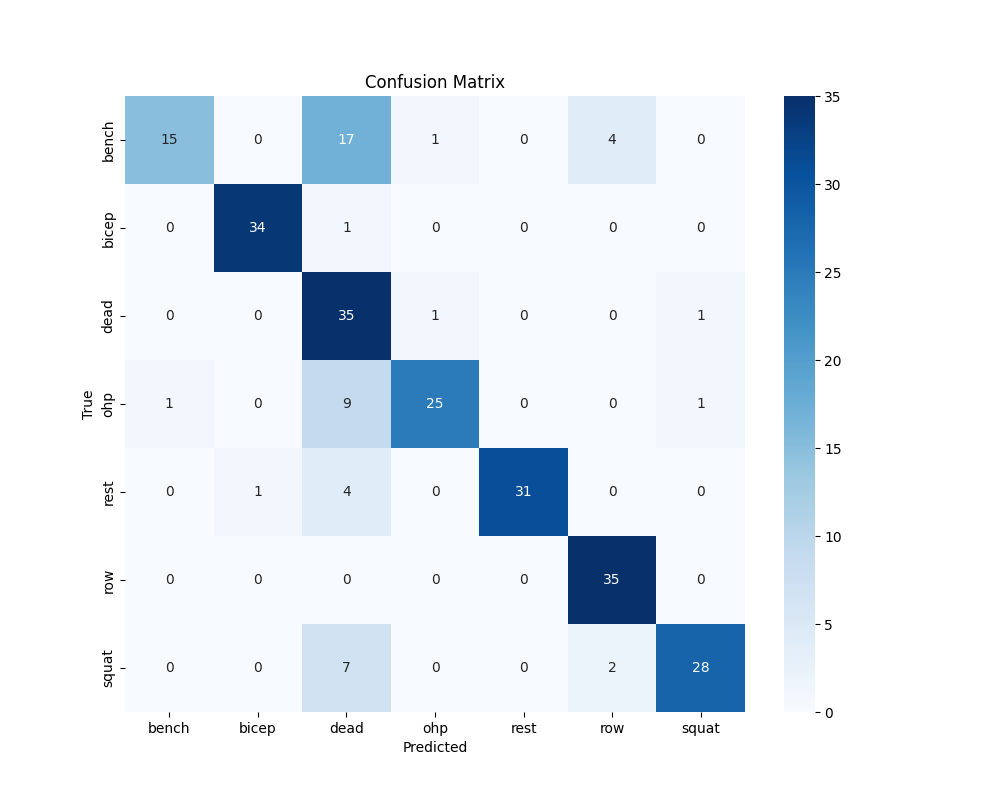 Confusion Matrix
bench 15 0 17 1 0 4 0
bicep 0 34 1 0 0 0 0
dead 0 0 35 1 0 0 1
ohp 1 0 9 25 0 0 1
rest 0 1 4 0 31 0 0
row 0 0 0 0 0 35 0
squat 0 0 7 0 0 2 28
bench bicep dead ohp rest row squat
Predicted
True
35
30
25
20
15
10
5
0